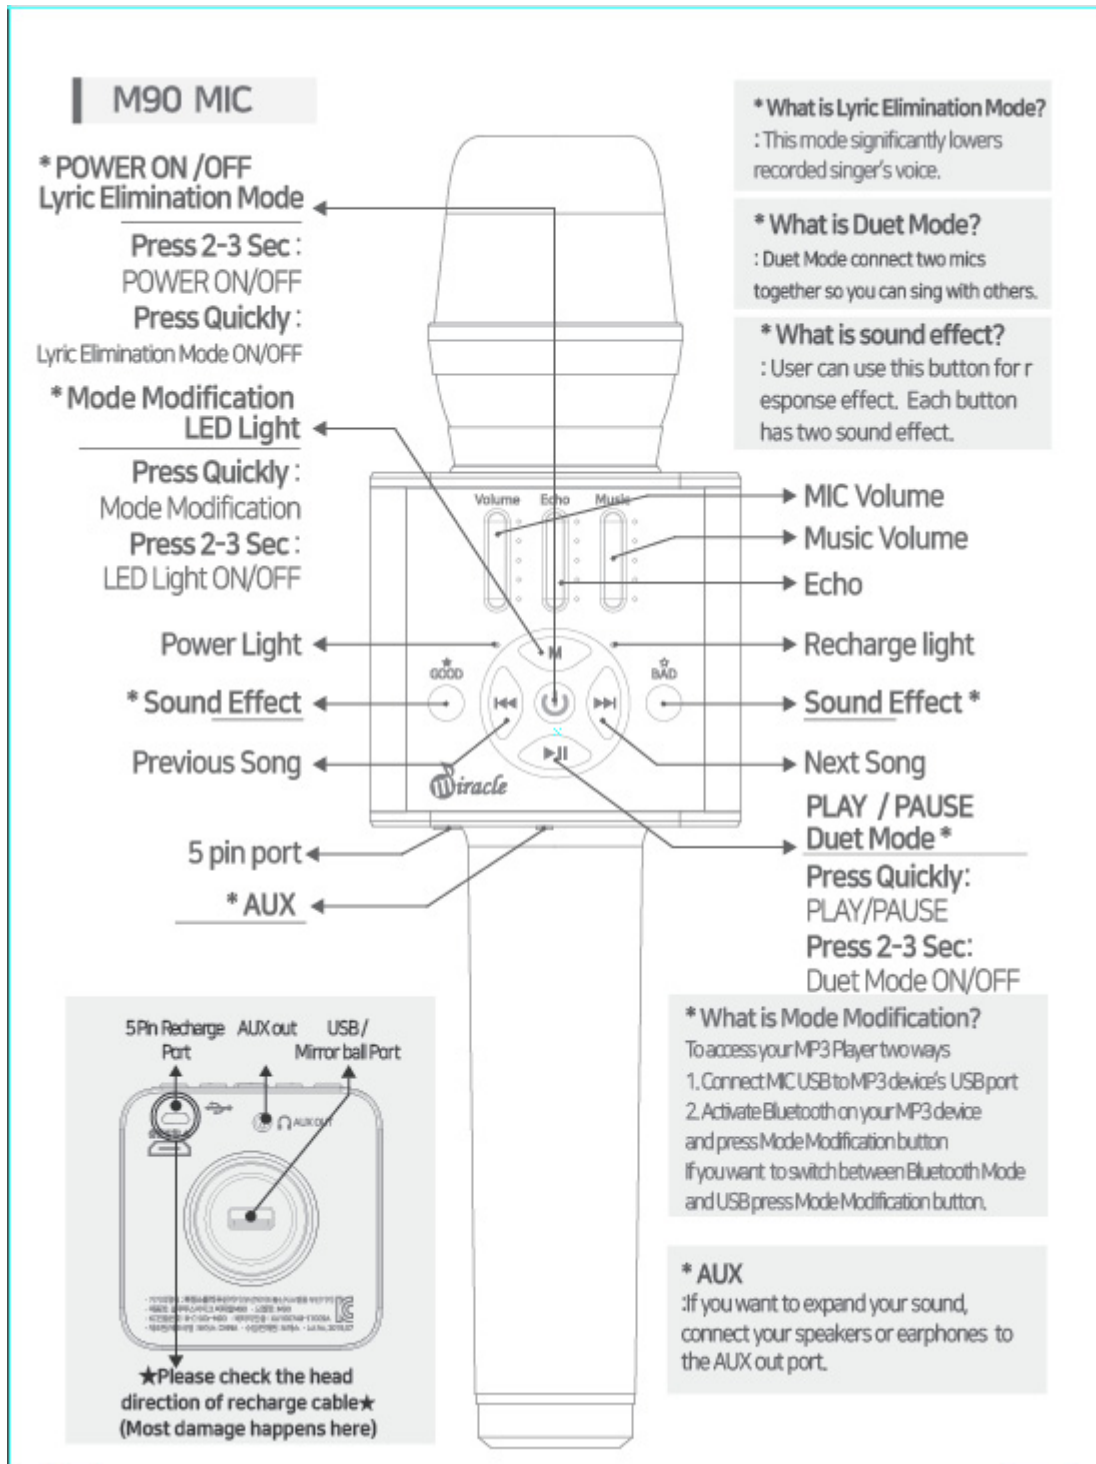 M90 MIC
* POWER ON /OFF
Lyric Elimination Mode
Press 2-3 Sec :
POWER ON/OFF
Press Quickly :
Lyric Elimination Mode ON/OFF
* Mode Modification
LED Light
Press Quickly :
Mode Modification
Press 2-3 Sec :
LED Light ON/OFF
Power Light
* Sound Effect
Previous Song
5 pin port
* AUX
Volume Echo Music
M
GOOD
BAD
Miracle
* What is Lyric Elimination Mode?
: This mode significantly lowers
recorded singer's voice.
* What is Duet Mode?
: Duet Mode connect two mics
together so you can sing with others.
* What is sound effect?
: User can use this button for r
esponse effect. Each button
has two sound effect.
MIC Volume
Music Volume
Echo
Recharge light
Sound Effect *
Next Song
PLAY / PAUSE
Duet Mode *
Press Quickly:
PLAY/PAUSE
Press 2-3 Sec:
Duet Mode ON/OFF
5 Pin Recharge
Port
AUX out
USB /
Mirror ball Port
AUX OUT
★Please check the head
direction of recharge cable★
(Most damage happens here)
* What is Mode Modification?
To access your MP3 Player two ways
1. Connect MIC USB to MP3 device's USB port
2. Activate Bluetooth on your MP3 device
and press Mode Modification button
If you want to switch between Bluetooth Mode
and USB press Mode Modification button.
* AUX
:If you want to expand your sound,
connect your speakers or earphones to
the AUX out port.